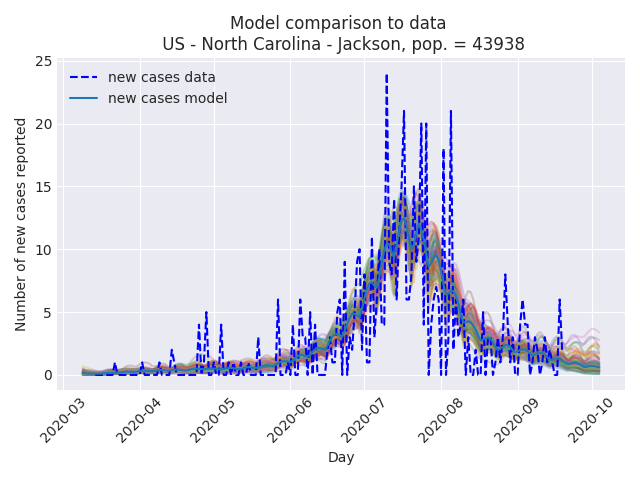 Model comparison to data
US - North Carolina - Jackson, pop. = 43938
new cases data
new cases model
Number of new cases reported
25
20
15
10
5
0
2020-03
2020-04
2020-05
2020-06
2020-07
2020-08
2020-09
2020-10
Day